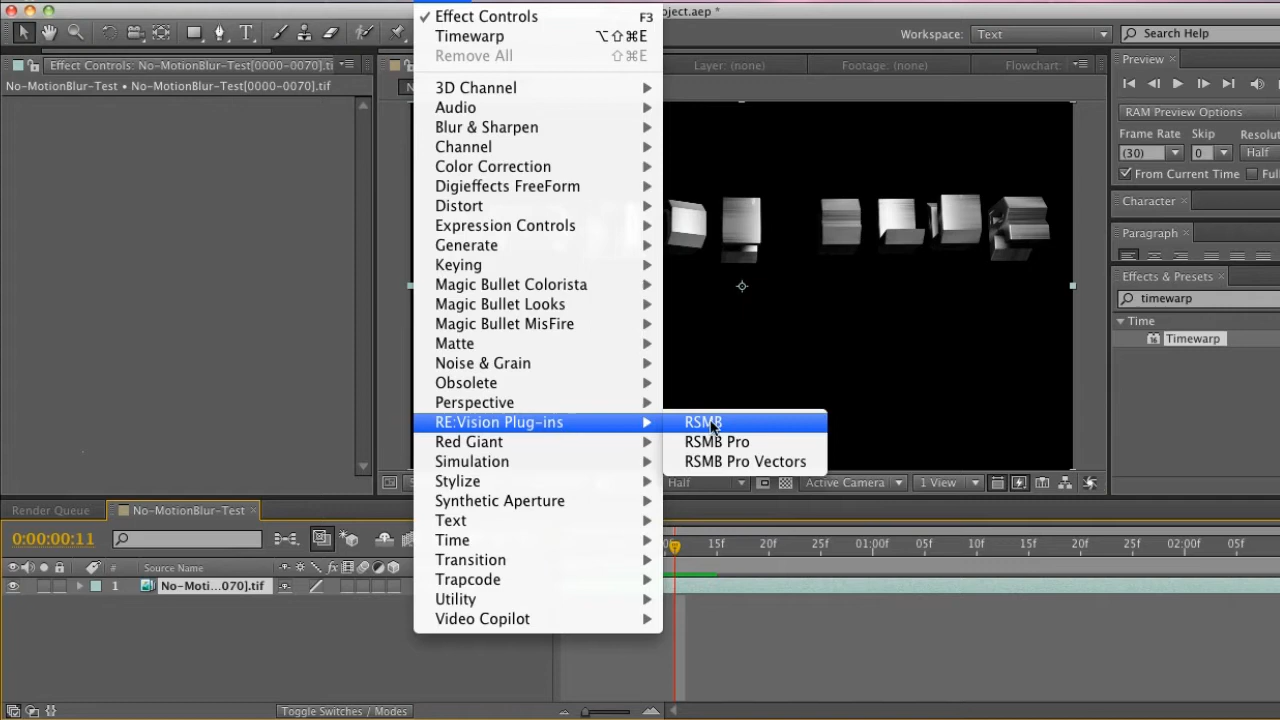 oject.aep *
Workspace: Text
Search Help
Effect Controls: No-MotionBlur-Test[0000-0070].ti
No-MotionBlur-Test • No-MotionBlur-Test[0000-0070].tif
✓ Effect Controls F3
Timewarp ⌥⇧⌘E
Remove All ⇧⌘E
3D Channel
Audio
Blur & Sharpen
Channel
Color Correction
Digieffects FreeForm
Distort
Expression Controls
Generate
Keying
Magic Bullet Colorista
Magic Bullet Looks
Magic Bullet MisFire
Matte
Noise & Grain
Obsolete
Perspective
RE:Vision Plug-ins
Red Giant
Simulation
Stylize
Synthetic Aperture
Text
Time
Transition
Trapcode
Utility
Video Copilot
RSMB
RSMB Pro
RSMB Pro Vectors
Layer: (none)
Footage: (none)
Flowchart:
Half
Active Camera
1 View
Preview
RAM Preview Options
Frame Rate Skip Resolut
(30) 0 Half
From Current Time Full
Character
Paragraph
Effects & Presets
timewarp
Time
Timewarp
Render Queue
No-MotionBlur-Test
0:00:00:11
# Source Name
1 No-Moti...070].tif
15f 20f 25f 01:00f 05f 10f 15f 20f 25f 02:00f 05f
Toggle Switches / Modes